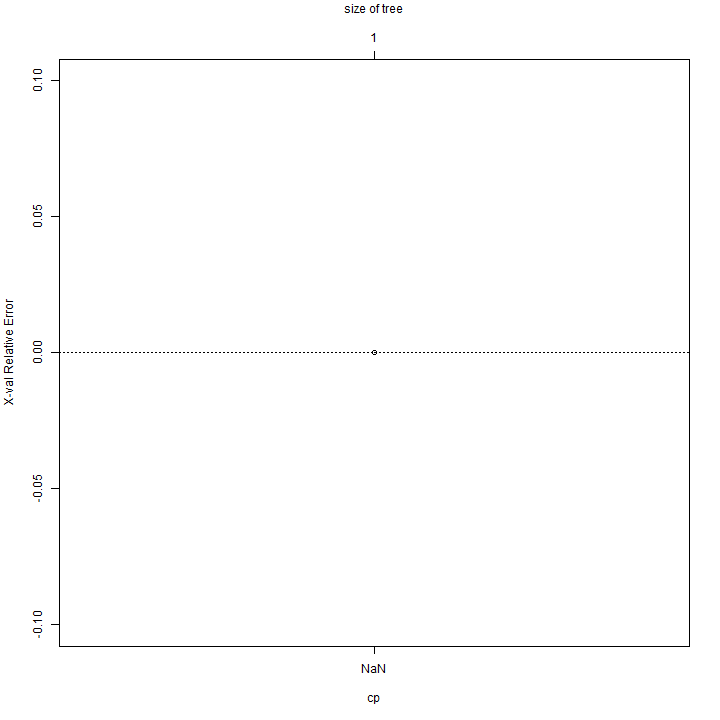 size of tree
1
0.10
0.05
0.00
-0.05
-0.10
X-val Relative Error
NaN
cp